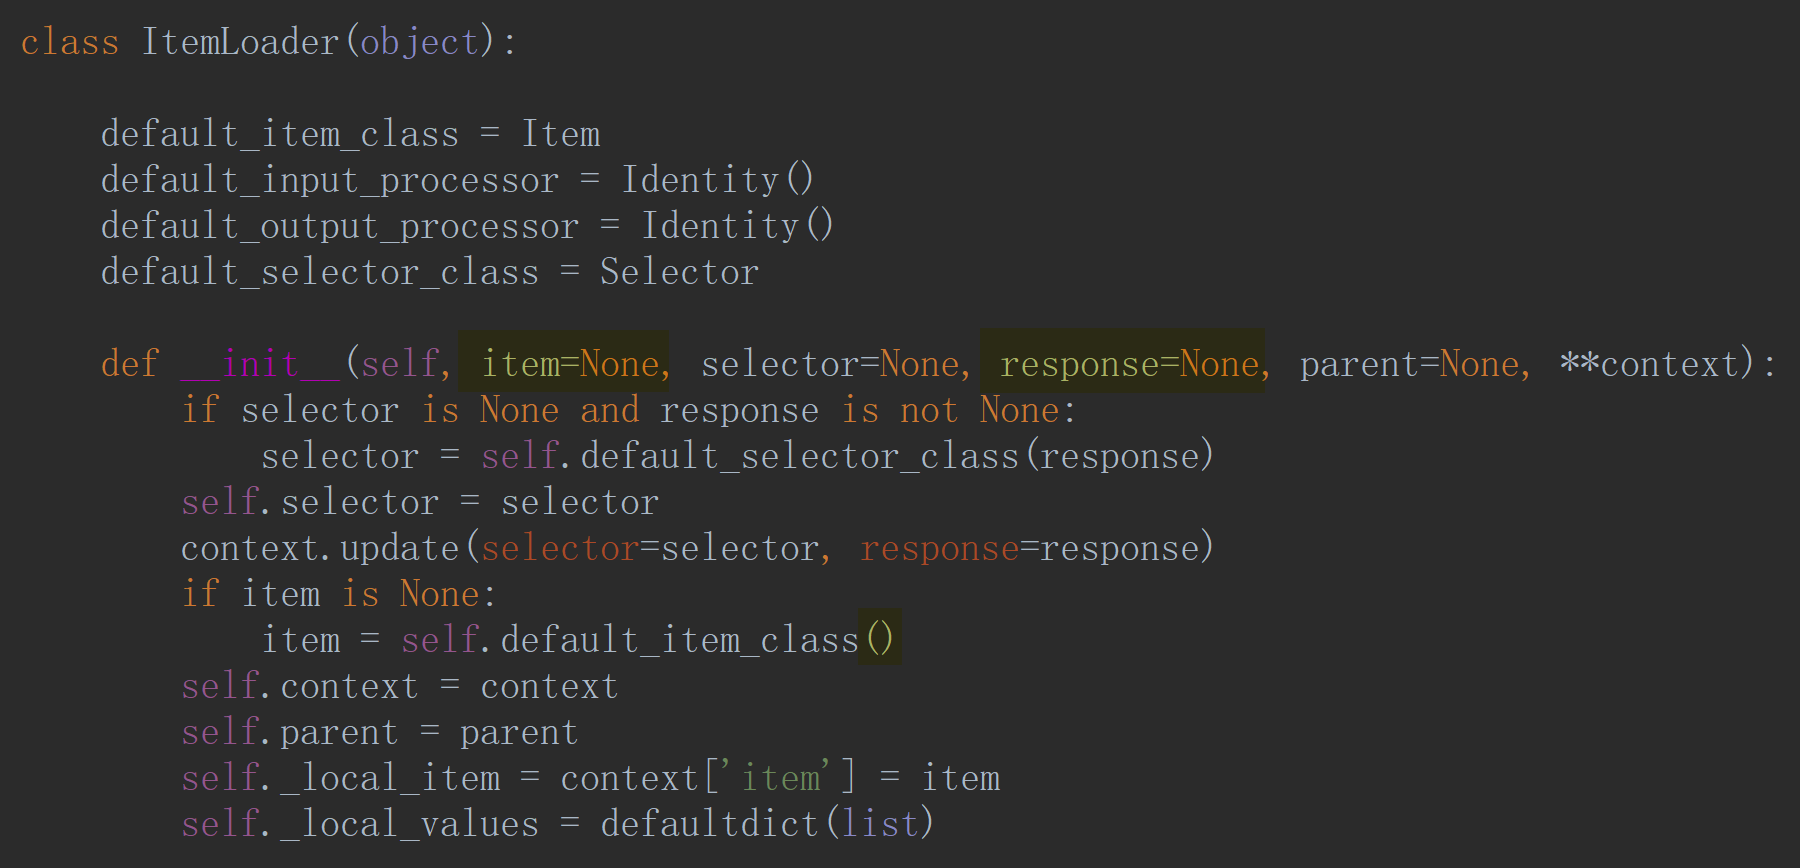 class ItemLoader(object):
    default_item_class = Item
    default_input_processor = Identity()
    default_output_processor = Identity()
    default_selector_class = Selector
    def __init__(self, item=None, selector=None, response=None, parent=None, **context):
        if selector is None and response is not None:
            selector = self.default_selector_class(response)
        self.selector = selector
        context.update(selector=selector, response=response)
        if item is None:
            item = self.default_item_class()
        self.context = context
        self.parent = parent
        self._local_item = context['item'] = item
        self._local_values = defaultdict(list)